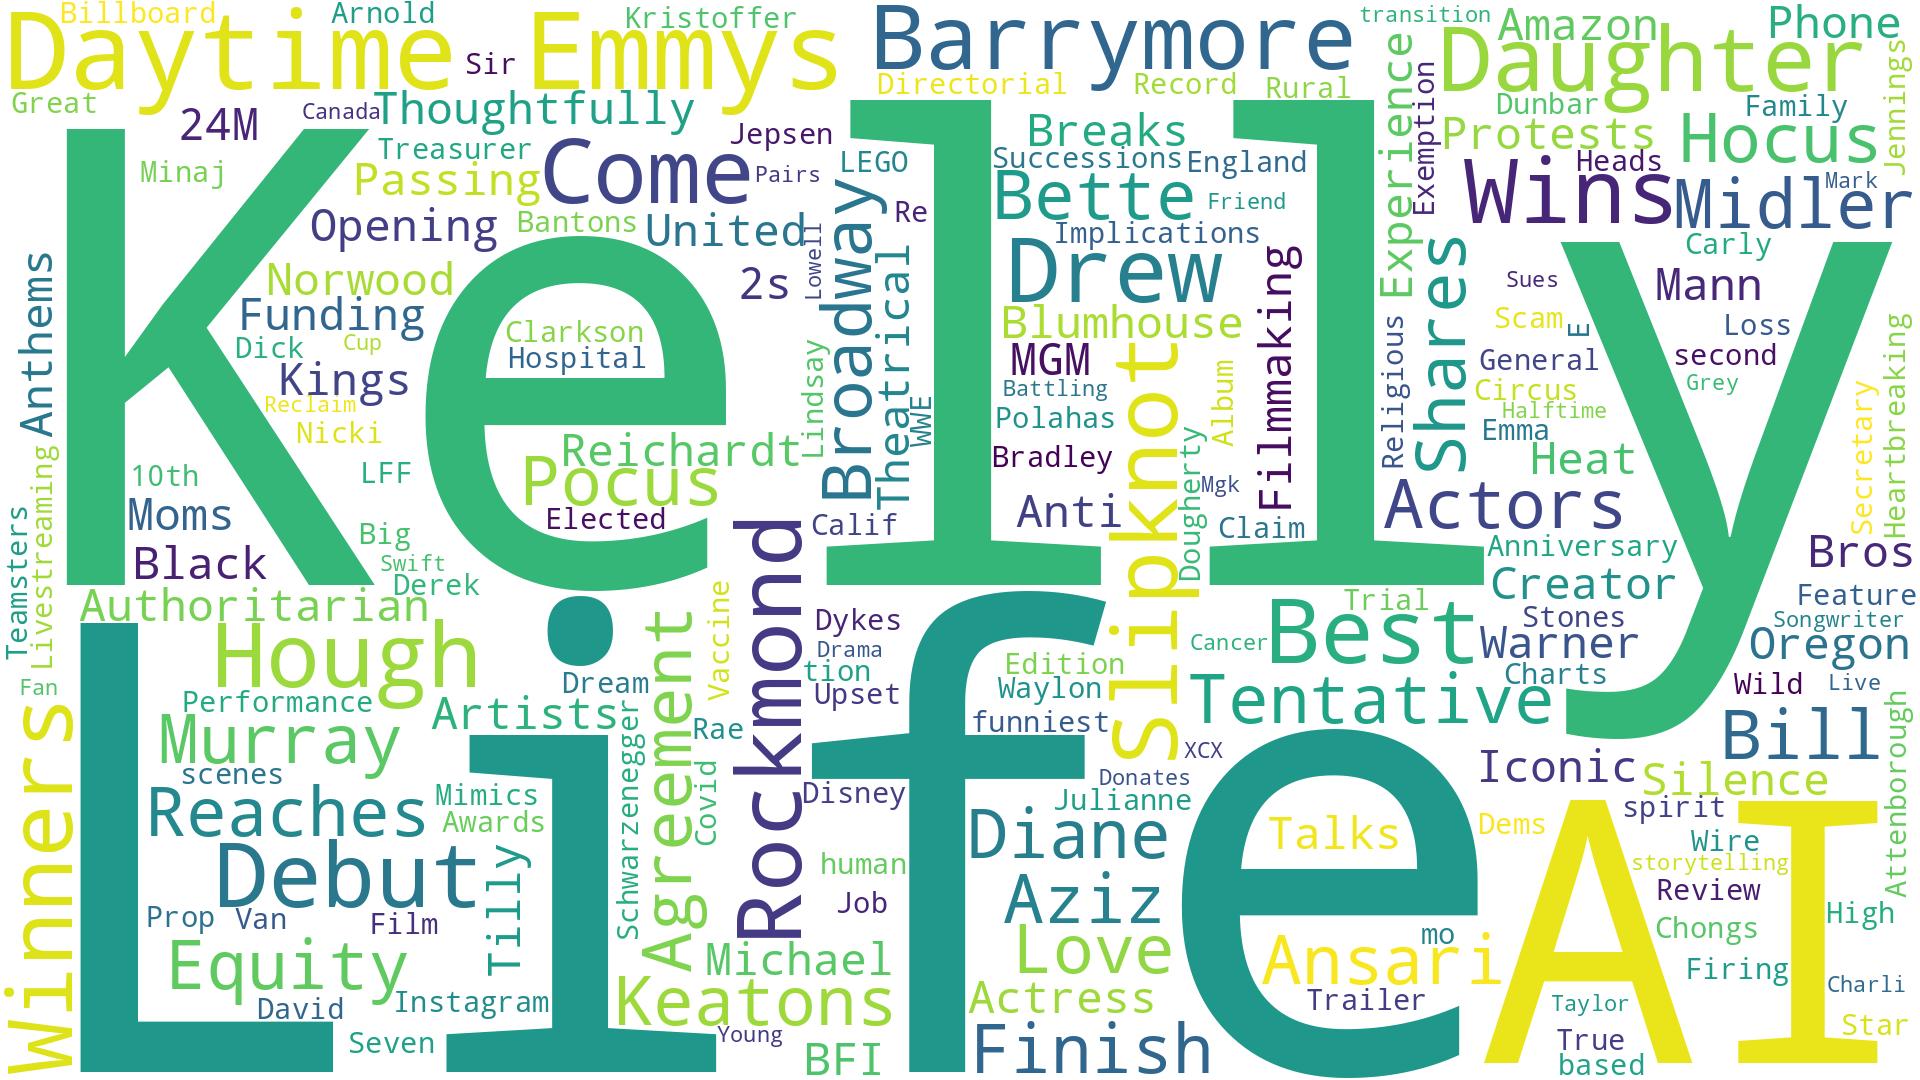 Billboard
Arnold
Kristoffer
Daytime
Emmys
Sir
Barrymore
transition
Amazon
Phone
Daughter
Great
24M
Canada
Thoughtfully
Directorial
Record
Rural
Experience
Exemption
Dunbar
Family
Jennings
Protests
Hocus
Minaj
Treasurer
Passing
Come
Jepsen
Pairs
LEGO
Breaks
Successions
England
Bette
Friend
Wins
Heads
Midler
Mark
Opening
Bantons
United
Lowell
Re
Implications
Drew
Carly
Kelly
Anthems
Norwood
Funding
2s
Broadway
Theatrical
Filmmaking
Shares
Sues
Mann
Dick
Cup
Clarkson
Hospital
Blumhouse
Scam
E
Loss
Kings
Lindsay
MGM
Religious
General
second
Reclaim
Nicki
WWE
Battling
Polahas
Album
Circus
Grey
Halftime
Emma
Secretary
Heartbreaking
Reichardt
Pocus
Bradley
Slipknot
Heat
10th
LFF
Dougherty
Mgk
Moms
Elected
Calif
Anti
Claim
Actors
Big
Black
Swift
Derek
Rockmond
Anniversary
Bros
Teamsters
Livestreaming
Authoritarian
Creator
Feature
Hough
Agreement
Vaccine
Dykes
Trial
Best
Stones
Songwriter
Cancer
Warner
Oregon
Drama
tion
Edition
Fan
Dream
Upset
Waylon
Charts
Wild
Live
Performance
Artists
Tentative
Winners
Murray
Schwarzenegger
Rae
funniest
Bill
Attenborough
Life
scenes
XCX
Iconic
Silence
Reaches
Mimics
Covid
Disney
Donates
Julianne
spirit
Awards
Diane
Talks
Dems
Wire
Debut
Tilly
human
storytelling
AI
Prop
Van
Film
Job
Aziz
Review
Equity
Love
mo
Chongs
High
Michael
Ansari
Firing
David
Instagram
Keatons
Actress
Trailer
Taylor
Charli
Seven
Young
BFI
Finish
True
Star
based